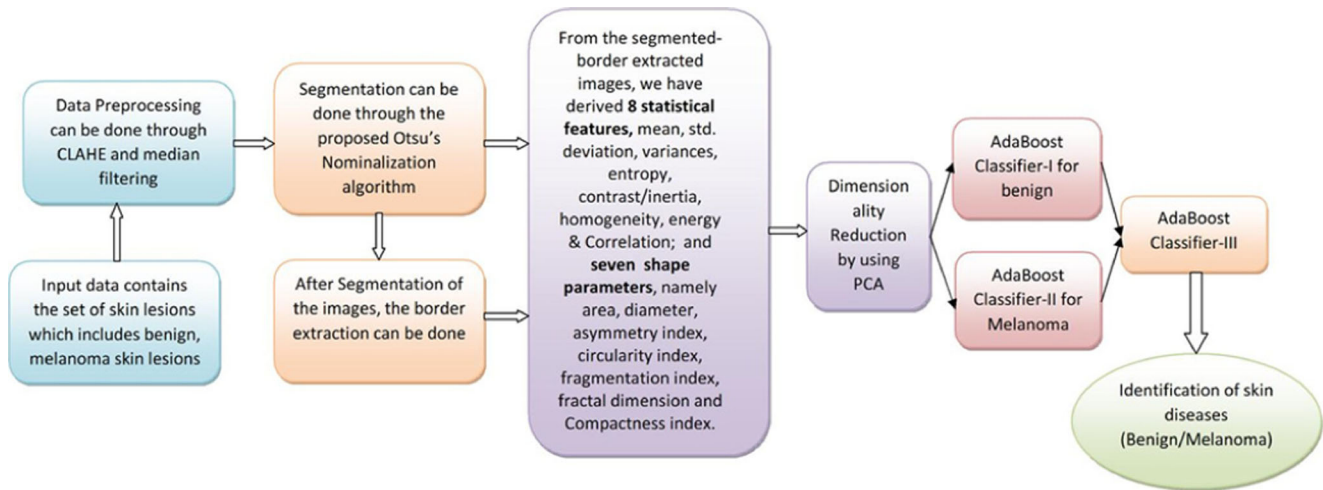 Data Preprocessing
can be done through
CLAHE and median
filtering
Input data contains
the set of skin lesions
which includes benign,
melanoma skin lesions
Segmentation can be
done through the
proposed Otsu's
Nominalization
algorithm
After Segmentation of
the images, the border
extraction can be done
From the segmented-
border extracted
images, we have
derived 8 statistical
features, mean, std.
deviation, variances,
entropy,
contrast/inertia,
homogeneity, energy
& Correlation; and
seven shape
parameters, namely
area, diameter,
asymmetry index,
circularity index,
fragmentation index,
fractal dimension and
Compactness index.
Dimension
ality
Reduction
by using
PCA
AdaBoost
Classifier-I for
benign
AdaBoost
Classifier-II for
Melanoma
AdaBoost
Classifier-III
Identification of skin
diseases
(Benign/Melanoma)